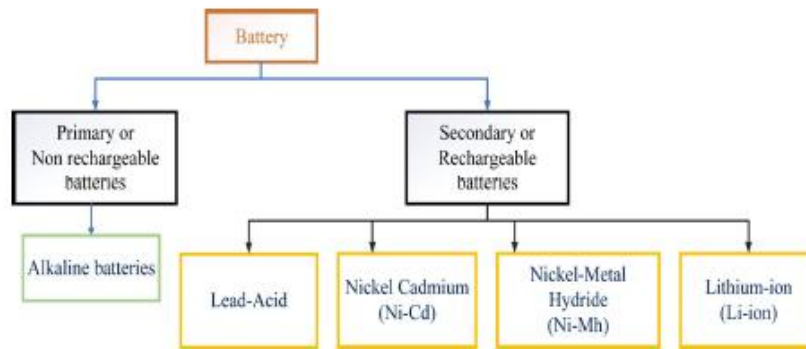 Battery
Primary or
Non rechargeable
batteries
Secondary or
Rechargeable
batteries
Alkaline batteries
Lead-Acid
Nickel Cadmium
(Ni-Cd)
Nickel-Metal
Hydride
(Ni-Mh)
Lithium-ion
(Li-ion)